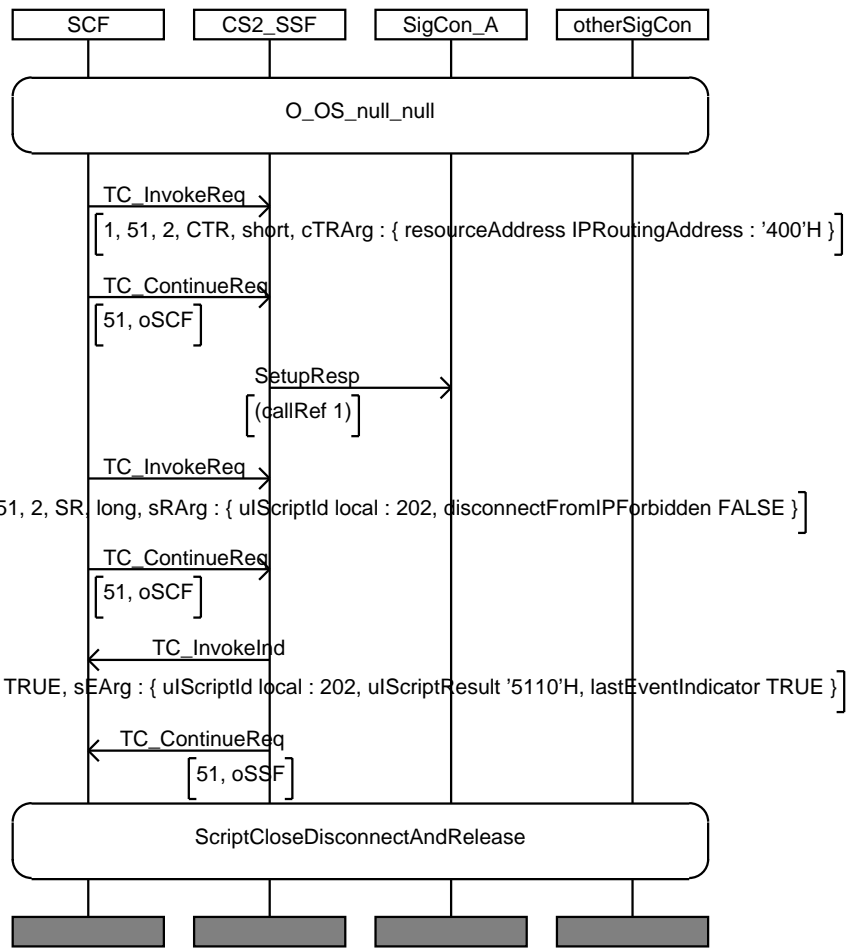 SCF CS2_SSF SigCon_A otherSigCon
O_OS_null_null
TC_InvokeReq
1, 51, 2, CTR, short, cTRArg : { resourceAddress IPRoutingAddress : '400'H }
TC_ContinueReq
51, oSCF
SetupResp
(callRef 1)
TC_InvokeReq
51, 2, SR, long, sRArg : { uIScriptId local : 202, disconnectFromIPForbidden FALSE }
TC_ContinueReq
51, oSCF
TC_InvokeInd
TRUE, sEArg : { uIScriptId local : 202, uIScriptResult '5110'H, lastEventIndicator TRUE }
TC_ContinueReq
51, oSSF
ScriptCloseDisconnectAndRelease